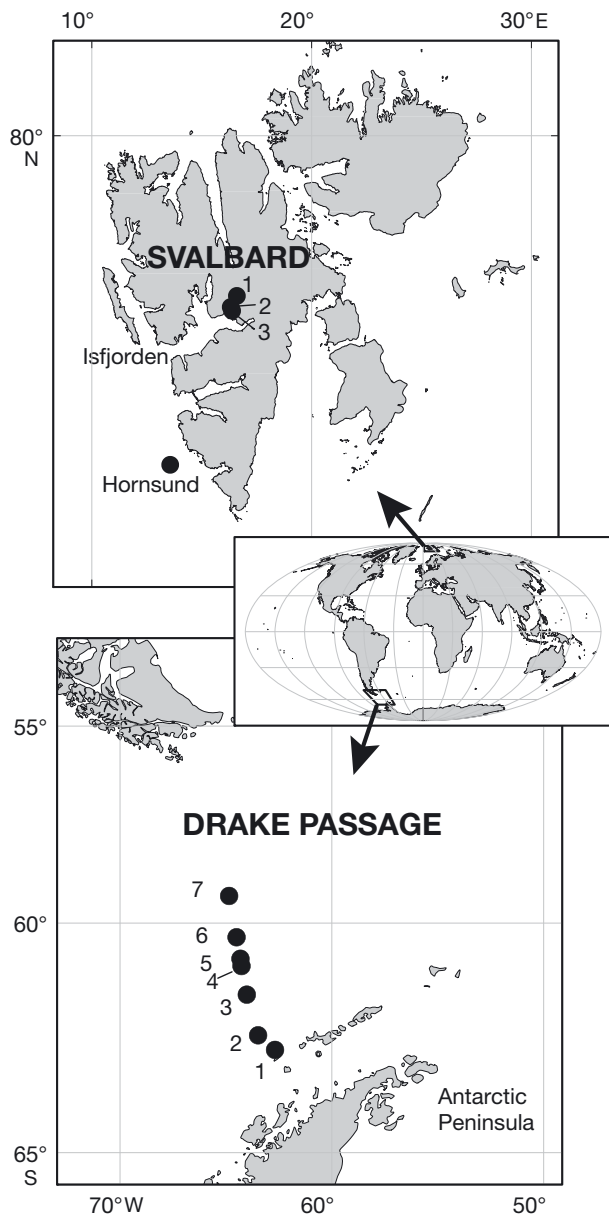 10°
20°
30°E
80°
N
SVALBARD
1
2
3
Isfjorden
Hornsund
55°
DRAKE PASSAGE
7
60°
6
5
4
3
2
1
Antarctic
Peninsula
65°
S
70°W
60°
50°